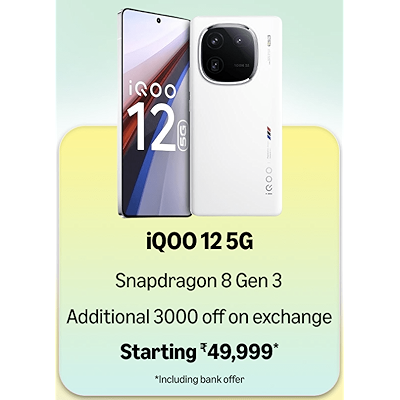 iQOO
12
5G
iQOO
iQOO 12 5G
Snapdragon 8 Gen 3
Additional 3000 off on exchange
Starting ₹49,999*
*Including bank offer